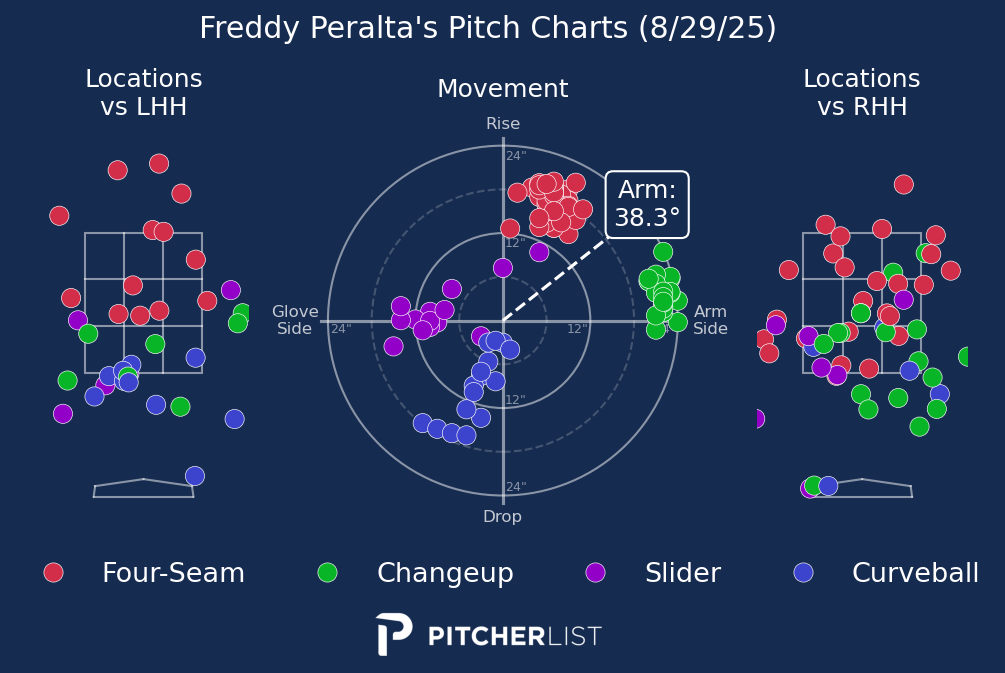 Freddy Peralta's Pitch Charts (8/29/25)
Locations
vs LHH
Movement
Locations
vs RHH
Rise
24"
Arm:
38.3°
12"
Glove
Side
24"
12"
Arm
Side
12"
24"
Drop
Four-Seam
Changeup
Slider
Curveball
PITCHERLIST